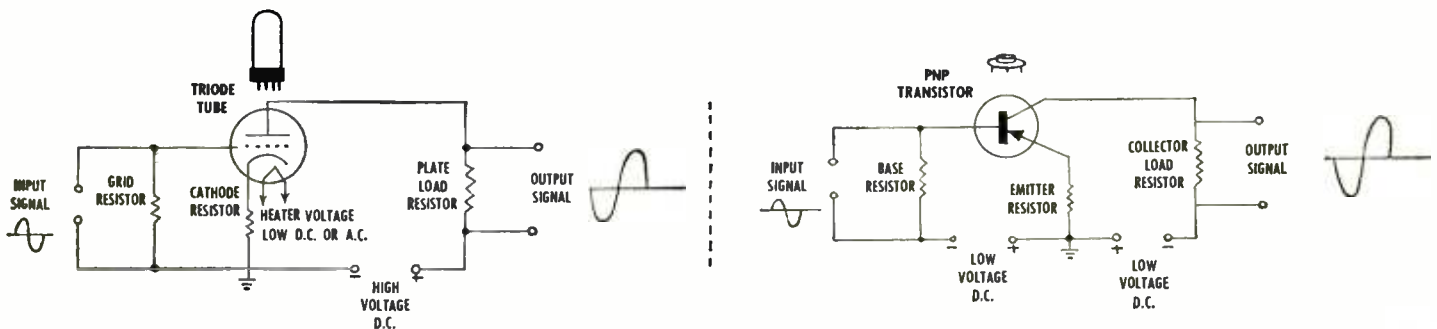 TRIODE
TUBE
INPUT
SIGNAL
GRID
RESISTOR
CATHODE
RESISTOR
HEATER VOLTAGE
LOW D.C. OR A.C.
PLATE
LOAD
RESISTOR
OUTPUT
SIGNAL
- +
HIGH
VOLTAGE
D.C.
PNP
TRANSISTOR
INPUT
SIGNAL
BASE
RESISTOR
EMITTER
RESISTOR
COLLECTOR
LOAD
RESISTOR
OUTPUT
SIGNAL
- +
LOW
VOLTAGE
D.C.
+ -
LOW
VOLTAGE
D.C.